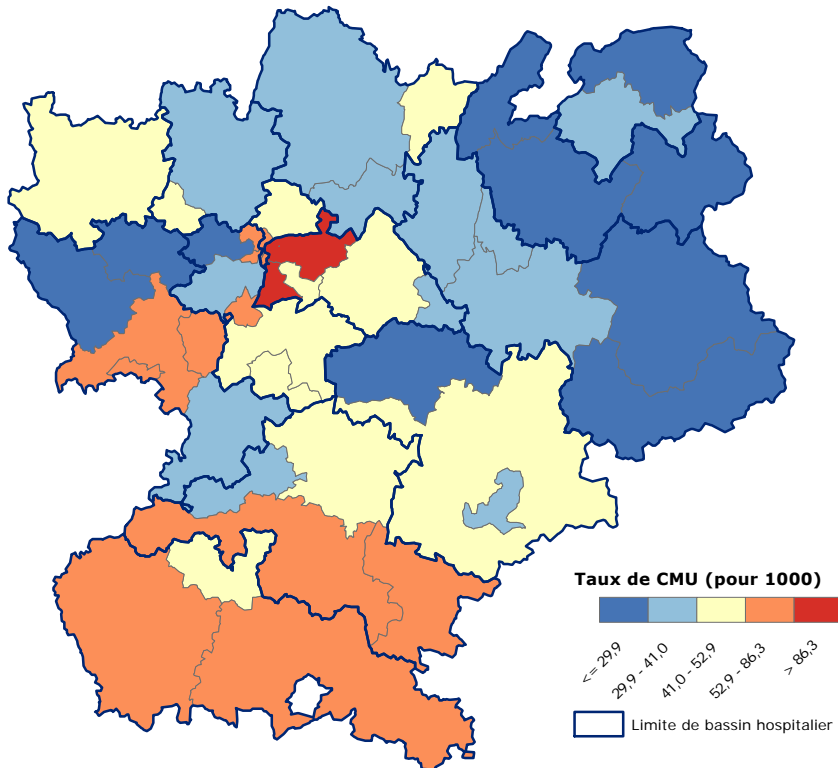 Taux de CMU (pour 1000)
<= 29,9
29,9 - 41,0
41,0 - 52,9
52,9 - 86,3
> 86,3
Limite de bassin hospitalier